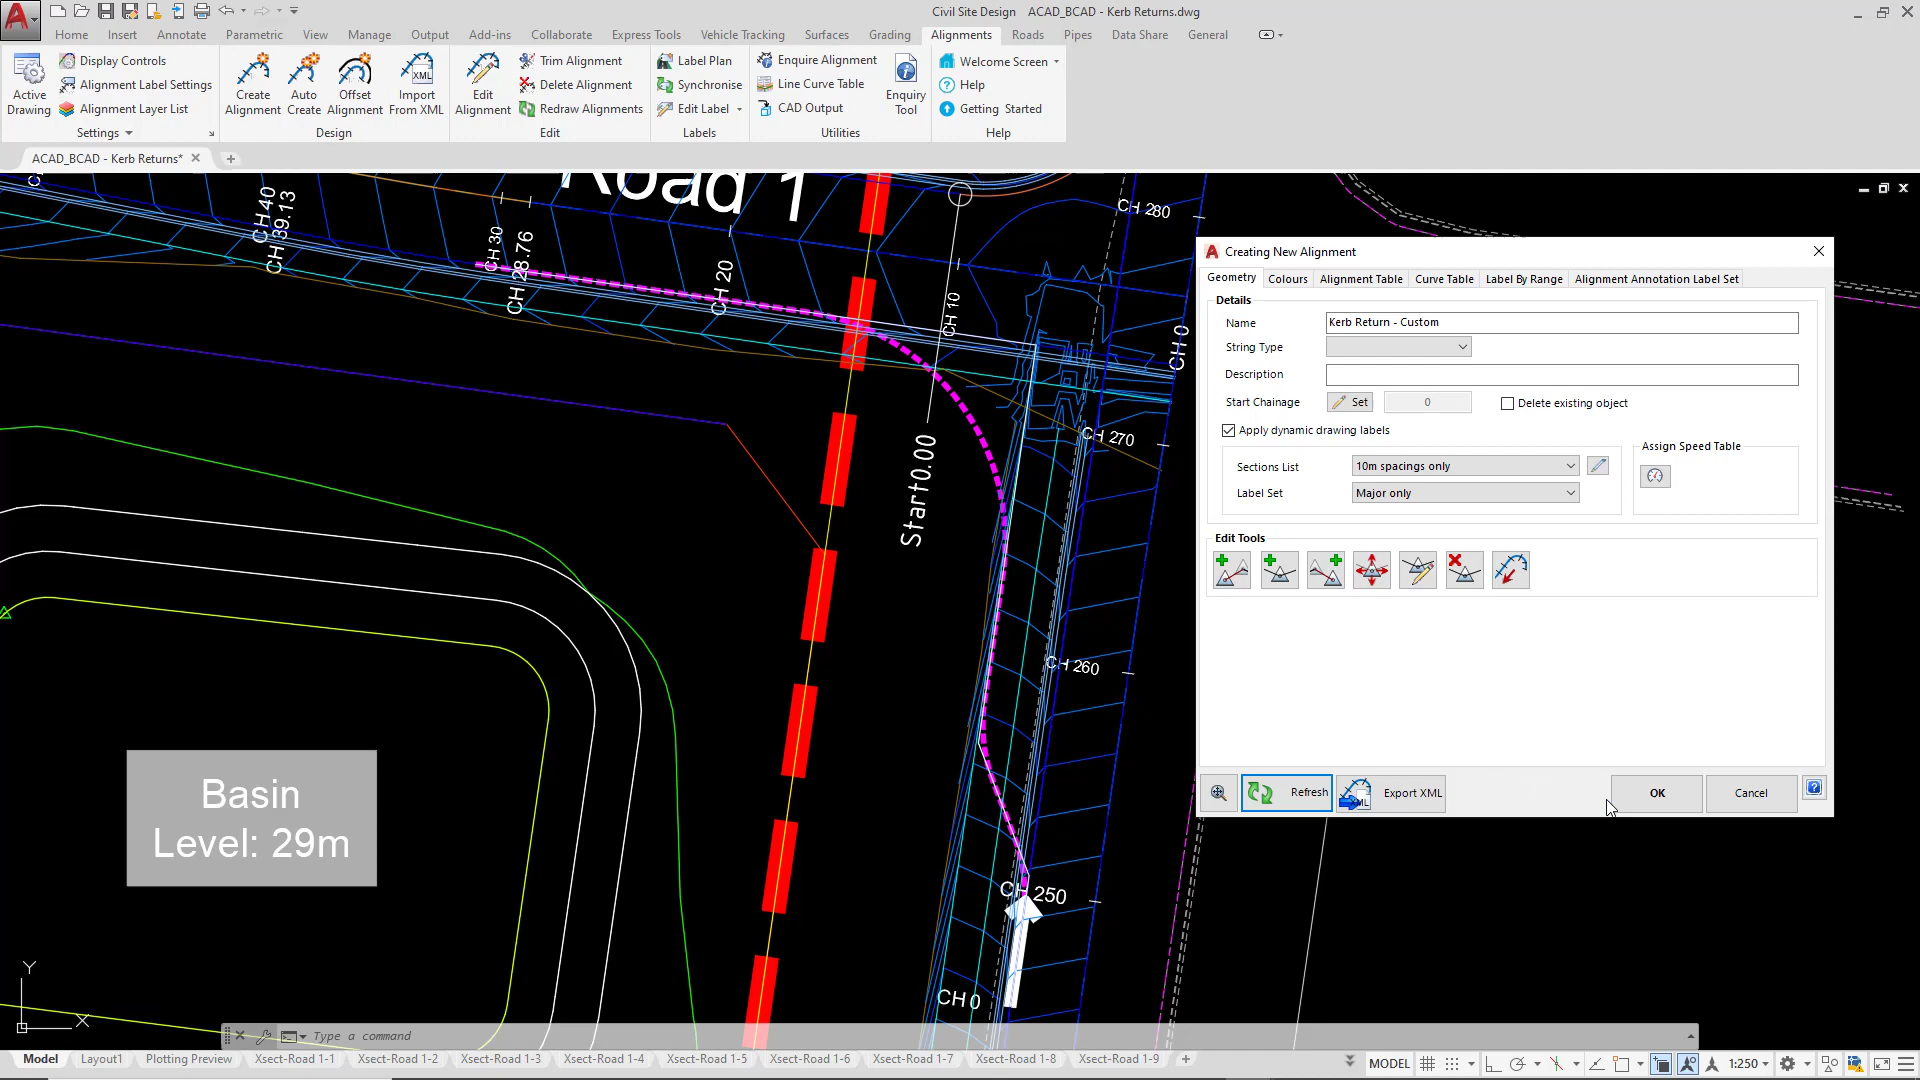 Civil Site Design ACAD_BCAD - Kerb Returns.dwg
Home Insert Annotate Parametric View Manage Output Add-ins Collaborate Express Tools Vehicle Tracking Surfaces Grading Alignments Roads Pipes Data Share General
Active Drawing
Display Controls
Alignment Label Settings
Alignment Layer List
Settings
Create Alignment
Auto Create
Offset Alignment
XML
Import From XML
Design
Edit Alignment
Trim Alignment
Delete Alignment
Redraw Alignments
Edit
Label Plan
Synchronise
Edit Label
Labels
Enquire Alignment
Line Curve Table
CAD Output
Enquiry Tool
Utilities
Welcome Screen
Help
Getting Started
Help
ACAD_BCAD - Kerb Returns*
Road 1
CH 40
CH 39.13
CH 30
CH 28.76
CH 20
CH 10
Start0.00
CH 280
CH 0
CH 270
CH 260
CH 250
CH 0
Basin
Level: 29m
Y
X
Creating New Alignment
Geometry Colours Alignment Table Curve Table Label By Range Alignment Annotation Label Set
Details
Name Kerb Return - Custom
String Type
Description
Start Chainage Set 0 Delete existing object
Apply dynamic drawing labels
Assign Speed Table
Sections List 10m spacings only
Label Set Major only
Edit Tools
Refresh XML Export XML OK Cancel
Type a command
Model Layout1 Plotting Preview Xsect-Road 1-1 Xsect-Road 1-2 Xsect-Road 1-3 Xsect-Road 1-4 Xsect-Road 1-5 Xsect-Road 1-6 Xsect-Road 1-7 Xsect-Road 1-8 Xsect-Road 1-9
MODEL 1:250